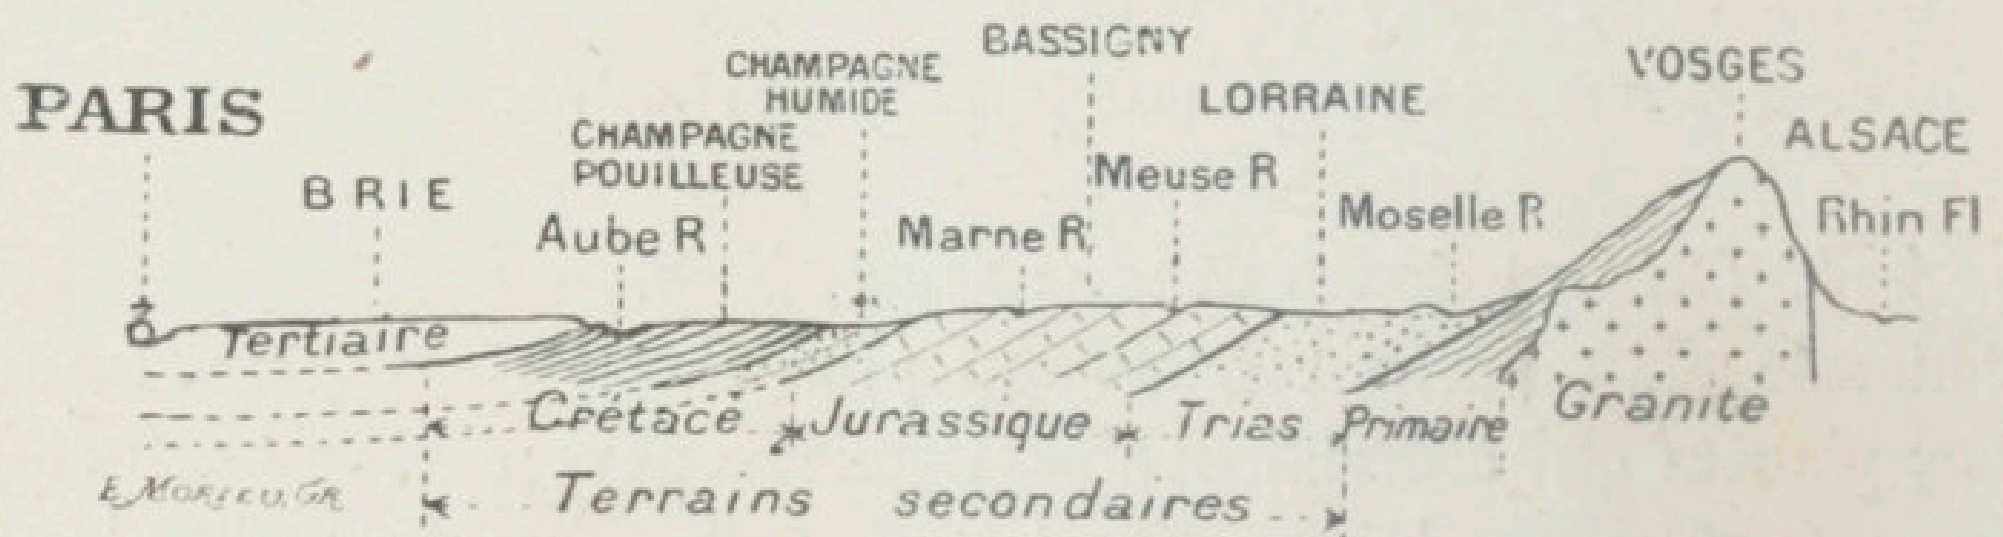 PARIS
BRIE
CHAMPAGNE
POUILLEUSE
Aube R
CHAMPAGNE
HUMIDE
BASSIGNY
Marne R
Meuse R
LORRAINE
Moselle R
VOSGES
ALSACE
Rhin Fl
Tertiaire
Crétacé
Jurassique
Trias
Primaire
Granite
Terrains secondaires